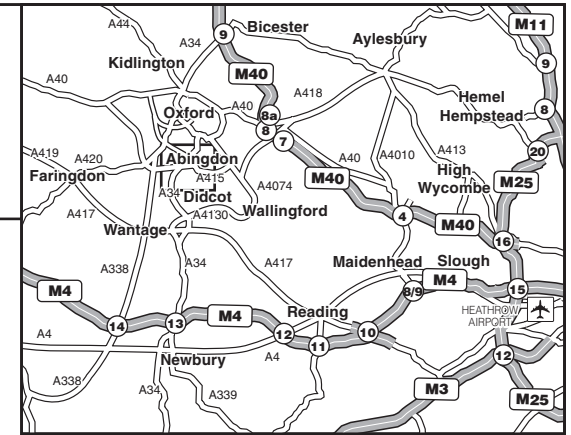 A44
A34
9
Bicester
Aylesbury
M11
Kidlington
M40
9
A40
A418
Hemel
Hempstead
8
Oxford
A40
8a
8
7
A419
A420
Abingdon
A40
A4010
A413
20
Faringdon
A415
A34
Didcot
A4074
M40
High
Wycombe
M25
A417
A4130
Wallingford
4
M40
Wantage
16
A338
A34
A417
Maidenhead
Slough
M4
M4
8/9
15
HEATHROW
AIRPORT
14
13
M4
Reading
12
10
11
A4
12
Newbury
A4
M3
A338
A34
A339
M25